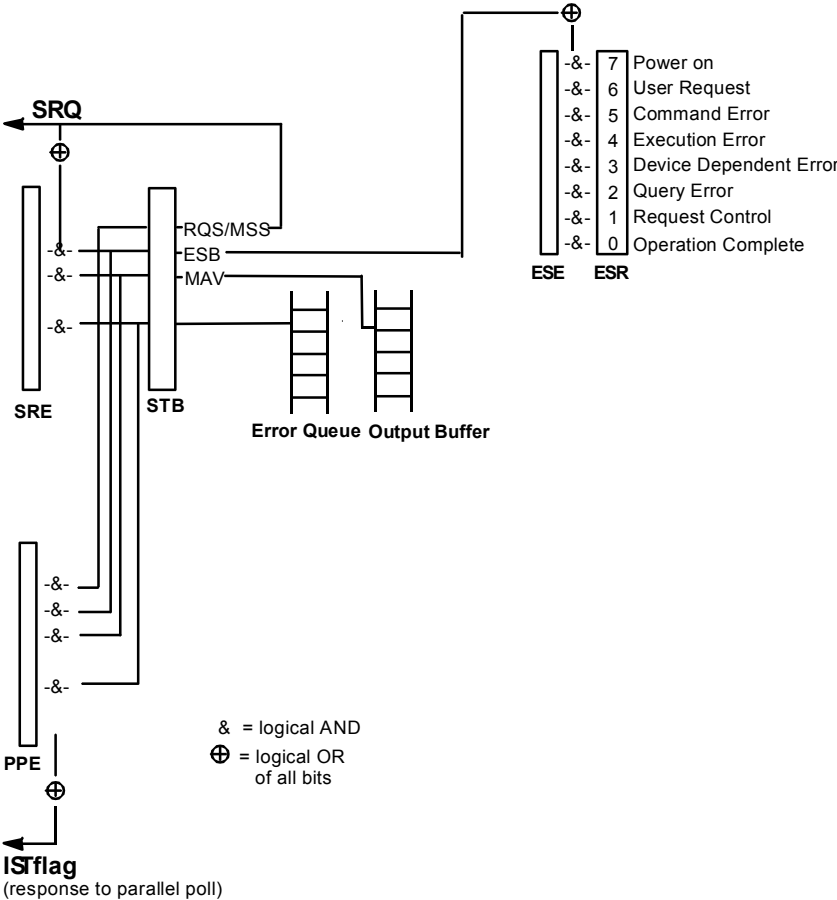 -&- 7 Power on
-&- 6 User Request
-&- 5 Command Error
-&- 4 Execution Error
-&- 3 Device Dependent Error
-&- 2 Query Error
-&- 1 Request Control
-&- 0 Operation Complete
ESE ESR
SRQ
RQS/MSS
-&- ESB
-&- MAV
-&-
SRE STB
Error Queue Output Buffer
-&-
-&-
-&-
-&-
PPE
& = logical AND
⊕ = logical OR
of all bits
ISTflag
(response to parallel poll)